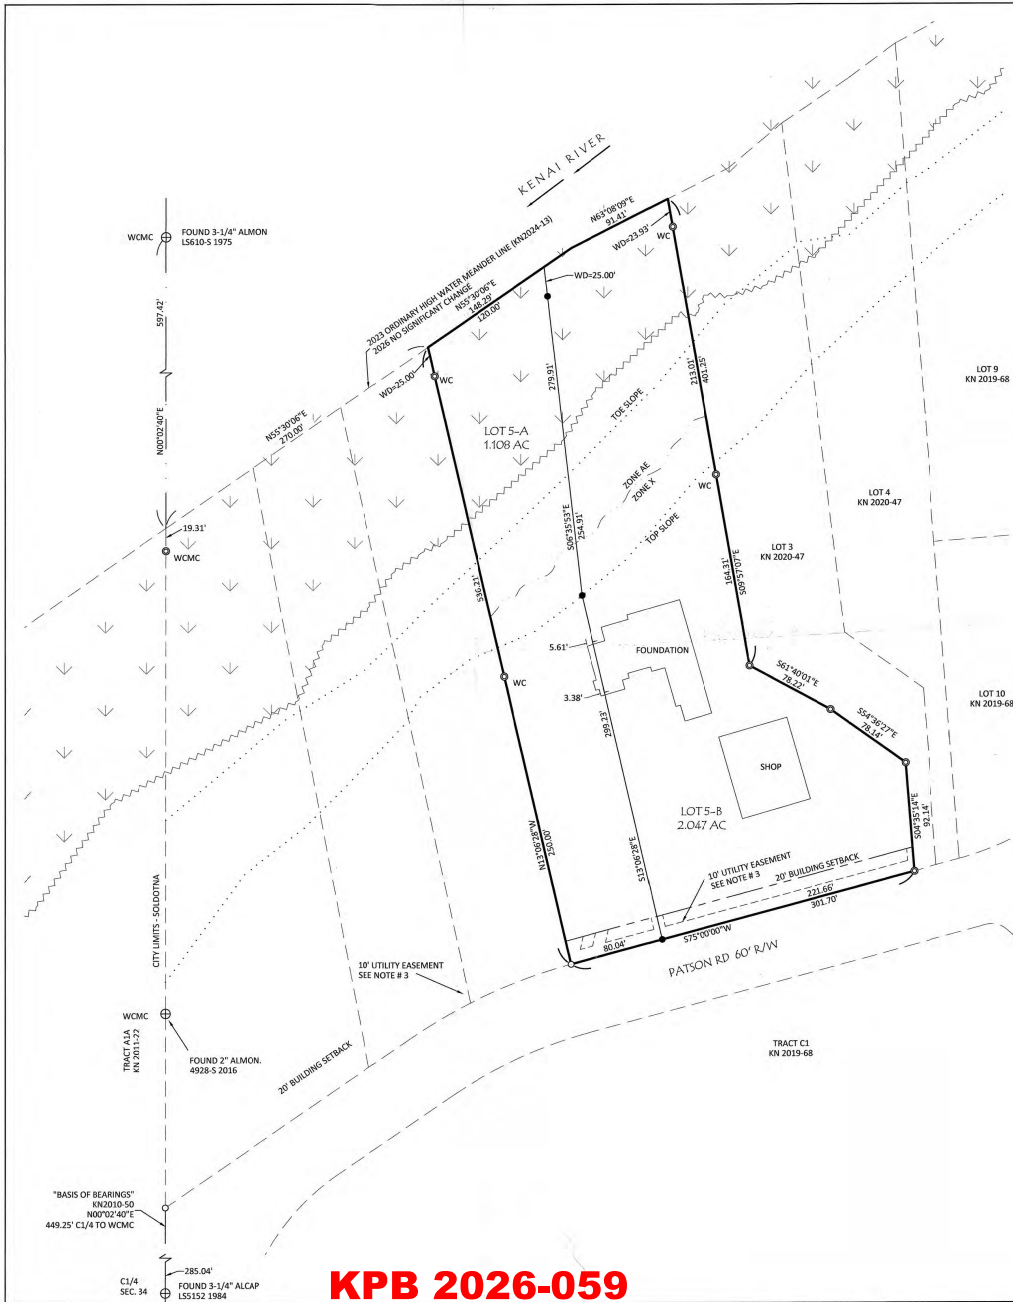 KENAI RIVER
WCMC
FOUND 3-1/4" ALMON
LS610-S 1975
597.42'
N00°02'40"E
19.31'
WCMC
2023 ORDINARY HIGH WATER MEANDER LINE (KN2024-13)
2026 NO SIGNIFICANT CHANGE
N55°30'06"E
148.29'
120.00'
N63°08'09"E
91.41'
WD=23.93'
WC
WD=25.00'
WD=25.00'
WC
N55°30'06"E
270.00'
279.91'
213.01'
401.25'
LOT 5-A
1.108 AC
TOE SLOPE
ZONE AE
ZONE X
TOP SLOPE
WC
S06°35'53"E
254.91'
536.21'
LOT 9
KN 2019-68
LOT 4
KN 2020-47
LOT 3
KN 2020-47
164.31'
S09°57'07"E
5.61'
FOUNDATION
3.38'
WC
S61°40'01"E
78.22'
S54°36'27"E
78.14'
LOT 10
KN 2019-68
299.23'
SHOP
LOT 5-B
2.047 AC
S04°35'14"E
92.14'
N13°06'28"W
250.00'
S13°06'28"E
10' UTILITY EASEMENT
SEE NOTE # 3
20' BUILDING SETBACK
221.66'
301.70'
80.04'
S75°00'00"W
PATSON RD 60' R/W
CITY LIMITS - SOLDOTNA
10' UTILITY EASEMENT
SEE NOTE # 3
WCMC
TRACT A1A
KN 2011-22
FOUND 2" ALMON.
4928-S 2016
20' BUILDING SETBACK
TRACT C1
KN 2019-68
"BASIS OF BEARINGS"
KN2010-50
N00°02'40"E
449.25' C1/4 TO WCMC
285.04'
C1/4
SEC. 34
FOUND 3-1/4" ALCAP
LS5152 1984
KPB 2026-059